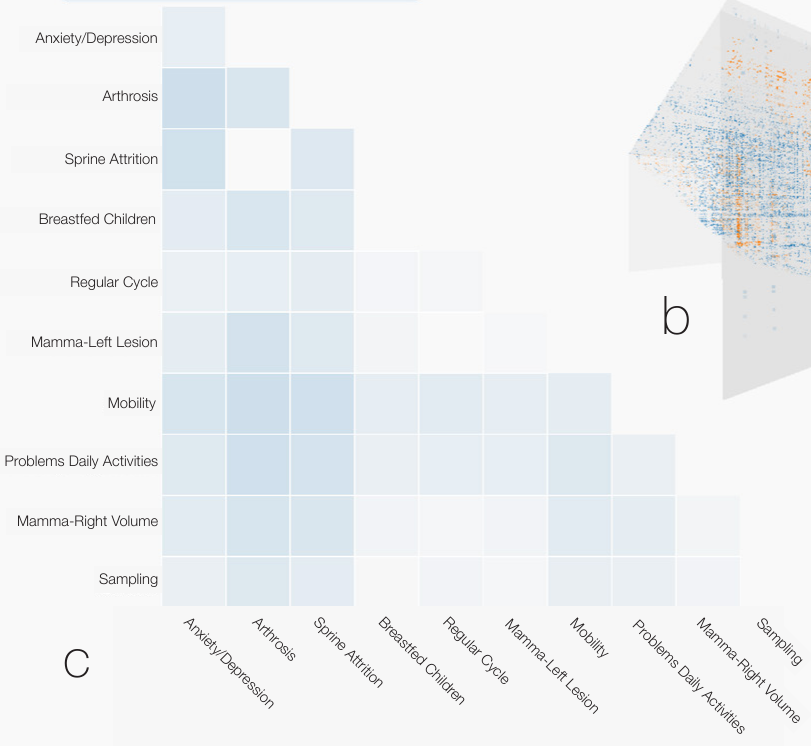 Anxiety/Depression
Arthrosis
Sprine Attrition
Breastfed Children
Regular Cycle
Mamma-Left Lesion
Mobility
Problems Daily Activities
Mamma-Right Volume
Sampling
b
c
Anxiety/Depression
Arthrosis
Sprine Attrition
Breastfed Children
Regular Cycle
Mamma-Left Lesion
Mobility
Problems Daily Activities
Mamma-Right Volume
Sampling